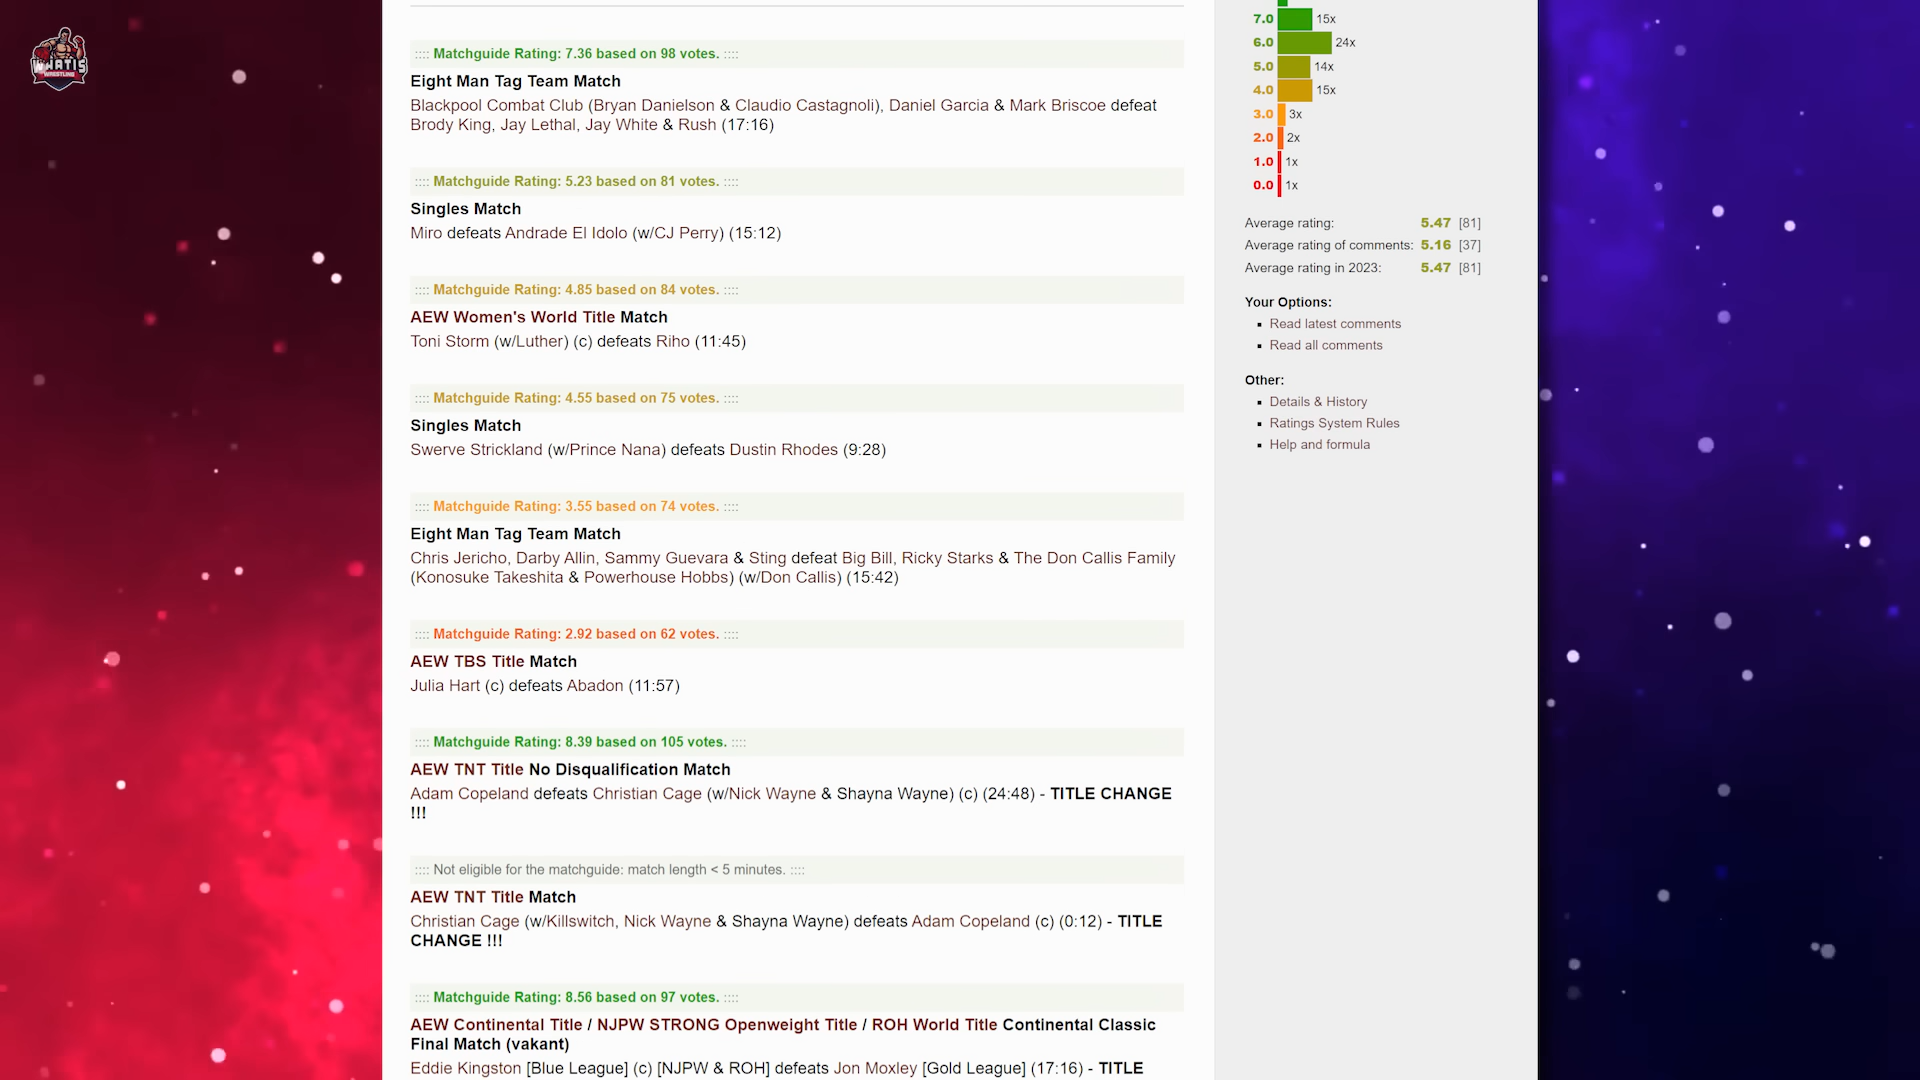 WHATIS
WRESTLING
:::: Matchguide Rating: 7.36 based on 98 votes. ::::
Eight Man Tag Team Match
Blackpool Combat Club (Bryan Danielson & Claudio Castagnoli), Daniel Garcia & Mark Briscoe defeat
Brody King, Jay Lethal, Jay White & Rush (17:16)
:::: Matchguide Rating: 5.23 based on 81 votes. ::::
Singles Match
Miro defeats Andrade El Idolo (w/CJ Perry) (15:12)
:::: Matchguide Rating: 4.85 based on 84 votes. ::::
AEW Women's World Title Match
Toni Storm (w/Luther) (c) defeats Riho (11:45)
:::: Matchguide Rating: 4.55 based on 75 votes. ::::
Singles Match
Swerve Strickland (w/Prince Nana) defeats Dustin Rhodes (9:28)
:::: Matchguide Rating: 3.55 based on 74 votes. ::::
Eight Man Tag Team Match
Chris Jericho, Darby Allin, Sammy Guevara & Sting defeat Big Bill, Ricky Starks & The Don Callis Family
(Konosuke Takeshita & Powerhouse Hobbs) (w/Don Callis) (15:42)
:::: Matchguide Rating: 2.92 based on 62 votes. ::::
AEW TBS Title Match
Julia Hart (c) defeats Abadon (11:57)
:::: Matchguide Rating: 8.39 based on 105 votes. ::::
AEW TNT Title No Disqualification Match
Adam Copeland defeats Christian Cage (w/Nick Wayne & Shayna Wayne) (c) (24:48) - TITLE CHANGE
!!!
:::: Not eligible for the matchguide: match length < 5 minutes. ::::
AEW TNT Title Match
Christian Cage (w/Killswitch, Nick Wayne & Shayna Wayne) defeats Adam Copeland (c) (0:12) - TITLE
CHANGE !!!
:::: Matchguide Rating: 8.56 based on 97 votes. ::::
AEW Continental Title / NJPW STRONG Openweight Title / ROH World Title Continental Classic
Final Match (vakant)
Eddie Kingston [Blue League] (c) [NJPW & ROH] defeats Jon Moxley [Gold League] (17:16) - TITLE
7.0 15x
6.0 24x
5.0 14x
4.0 15x
3.0 3x
2.0 2x
1.0 1x
0.0 1x
Average rating: 5.47 [81]
Average rating of comments: 5.16 [37]
Average rating in 2023: 5.47 [81]
Your Options:
Read latest comments
Read all comments
Other:
Details & History
Ratings System Rules
Help and formula